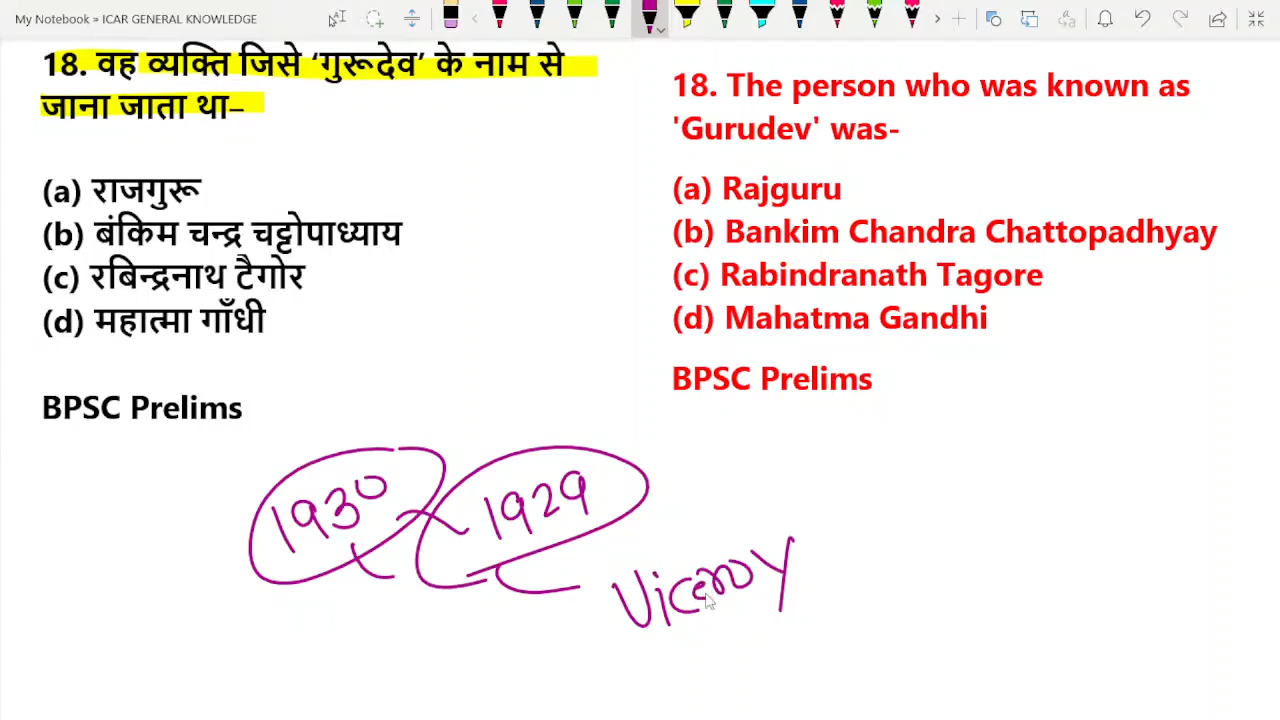 My Notebook » ICAR GENERAL KNOWLEDGE
18. वह व्यक्ति जिसे ‘गुरूदेव’ के नाम से
जाना जाता था–
(a) राजगुरू
(b) बंकिम चन्द्र चट्टोपाध्याय
(c) रबिन्द्रनाथ टैगोर
(d) महात्मा गाँधी
BPSC Prelims
18. The person who was known as
'Gurudev' was-
(a) Rajguru
(b) Bankim Chandra Chattopadhyay
(c) Rabindranath Tagore
(d) Mahatma Gandhi
BPSC Prelims
1930 1929
Viceroy